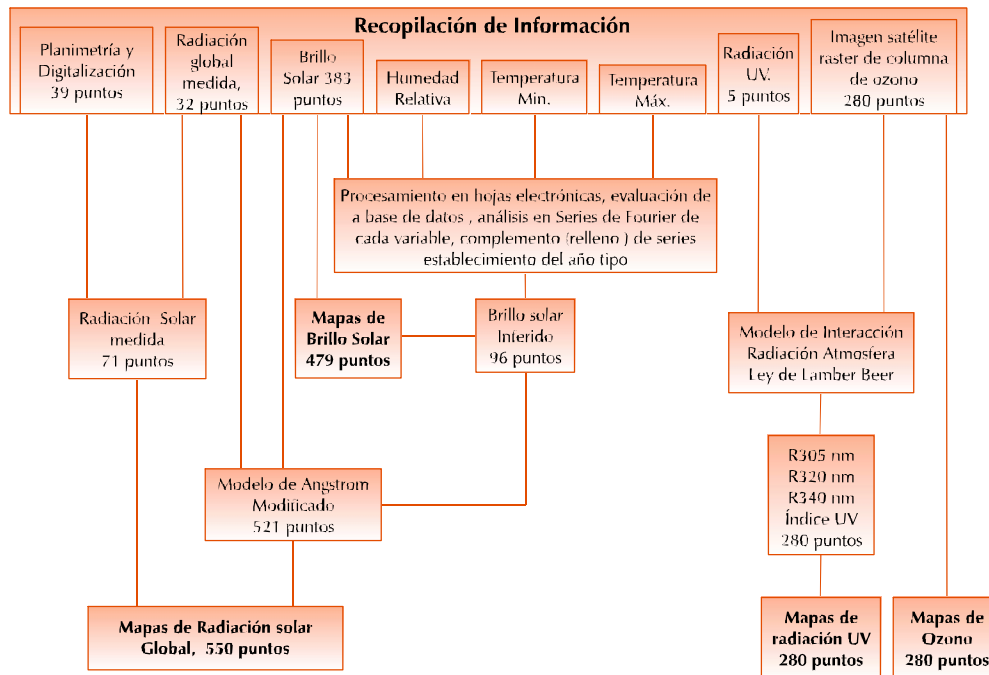 Recopilación de Información
Planimetría y
Digitalización
39 puntos
Radiación
global
medida,
32 puntos
Brillo
Solar 383
puntos
Humedad
Relativa
Temperatura
Min.
Temperatura
Máx.
Radiación
UV.
5 puntos
Imagen satélite
raster de columna
de ozono
280 puntos
Procesamiento en hojas electrónicas, evaluación de
a base de datos , análisis en Series de Fourier de
cada variable, complemento (relleno ) de series
establecimiento del año tipo
Radiación Solar
medida
71 puntos
Mapas de
Brillo Solar
479 puntos
Brillo solar
Inferido
96 puntos
Modelo de Interacción
Radiación Atmosfera
Ley de Lamber Beer
R305 nm
R320 nm
R340 nm
Índice UV
280 puntos
Modelo de Angstrom
Modificado
521 puntos
Mapas de Radiación solar
Global, 550 puntos
Mapas de
radiación UV
280 puntos
Mapas de
Ozono
280 puntos